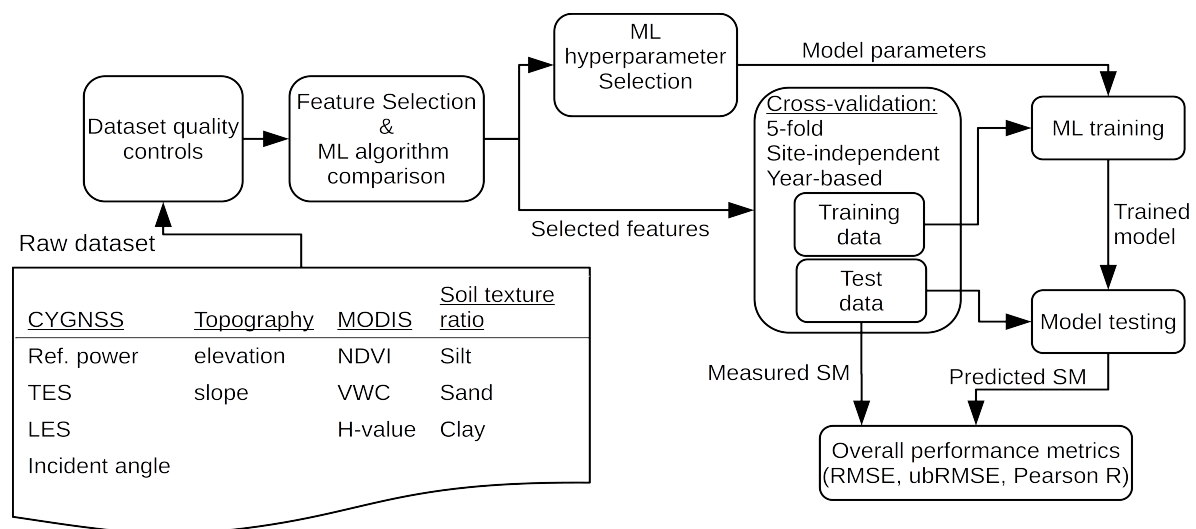 ML
hyperparameter
Selection
Model parameters
Dataset quality
controls
Feature Selection
&
ML algorithm
comparison
Cross-validation:
5-fold
Site-independent
Year-based
Training
data
Test
data
ML training
Trained
model
Model testing
Selected features
Raw dataset
CYGNSS
Topography
MODIS
Soil texture
ratio
Ref. power
elevation
NDVI
Silt
TES
slope
VWC
Sand
LES
H-value
Clay
Incident angle
Measured SM
Predicted SM
Overall performance metrics
(RMSE, ubRMSE, Pearson R)